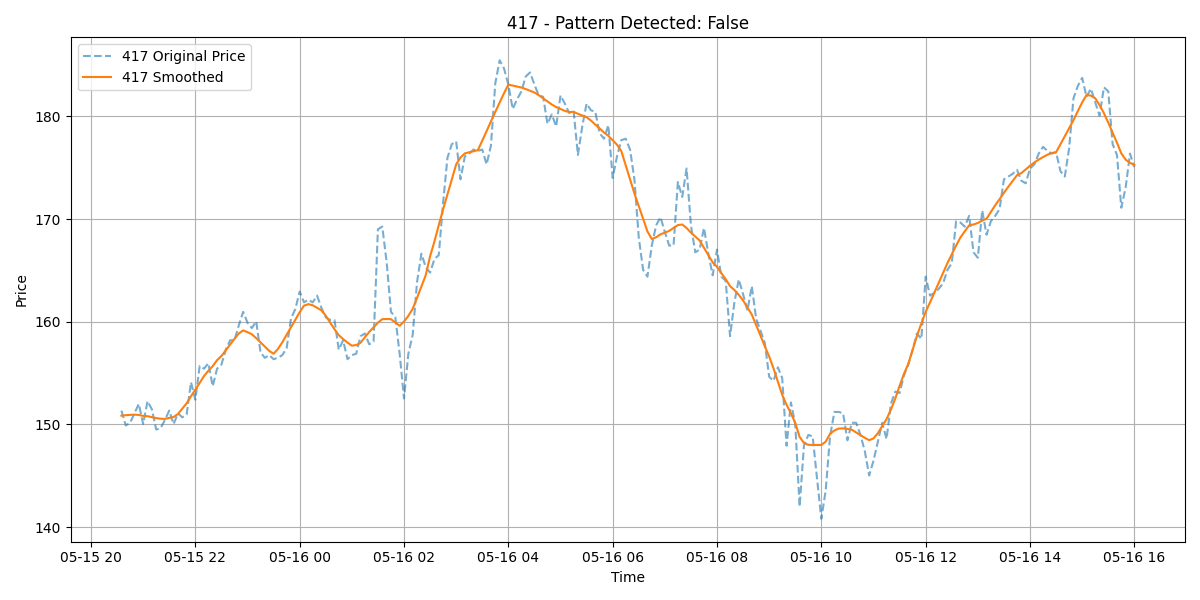 417 - Pattern Detected: False
417 Original Price
417 Smoothed
Price
180
170
160
150
140
05-15 20 05-15 22 05-16 00 05-16 02 05-16 04 05-16 06 05-16 08 05-16 10 05-16 12 05-16 14 05-16 16
Time